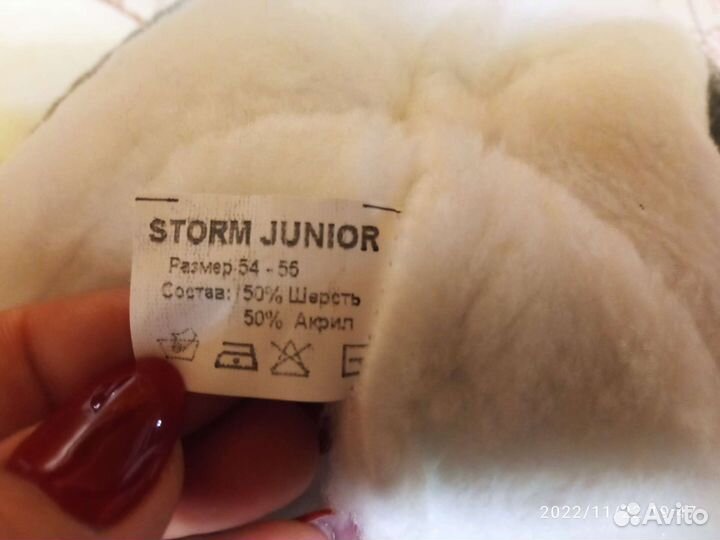 STORM JUNIOR
Размер 54 - 56
Состав: 50% Шерсть
50% Акрил
2022/11/
Avito